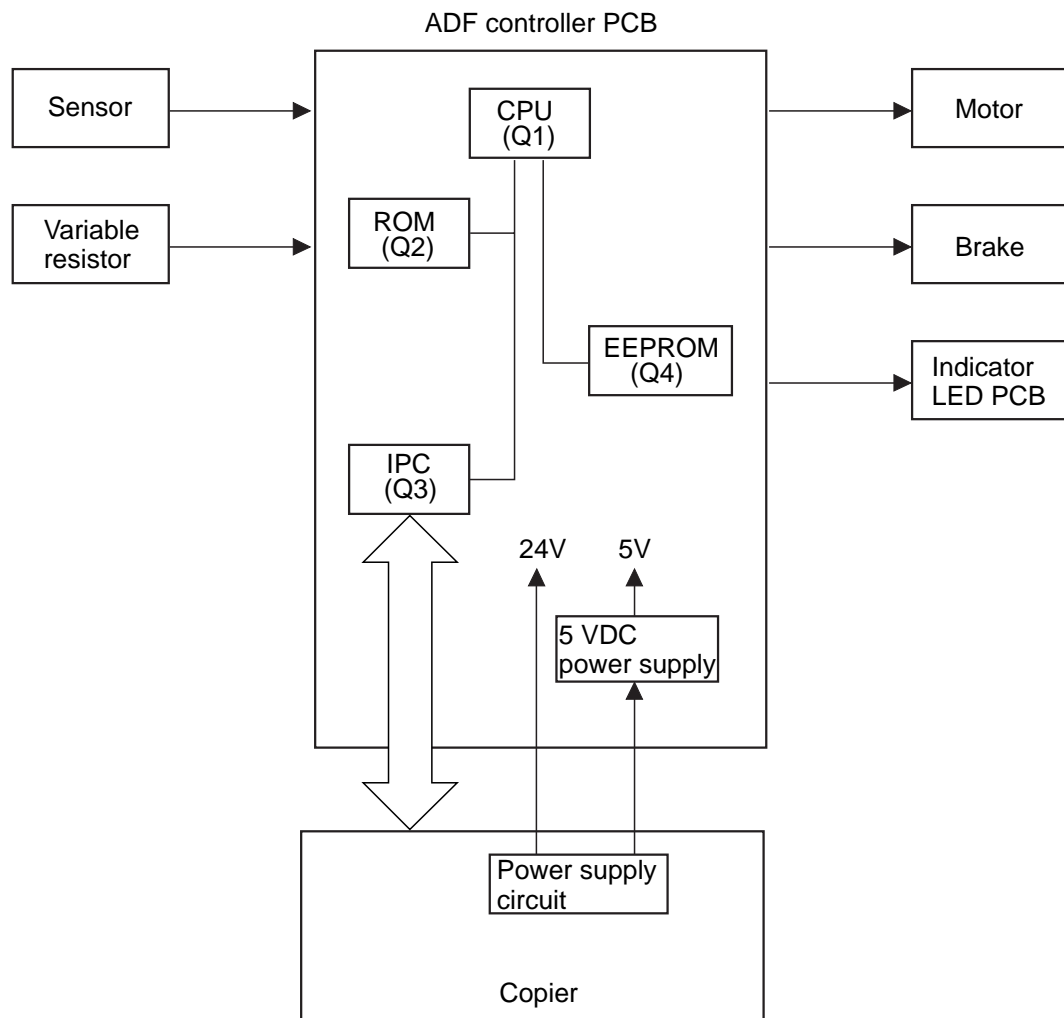 ADF controller PCB
Sensor
CPU
(Q1)
Motor
Variable
resistor
ROM
(Q2)
Brake
EEPROM
(Q4)
Indicator
LED PCB
IPC
(Q3)
24V
5V
5 VDC
power supply
Power supply
circuit
Copier